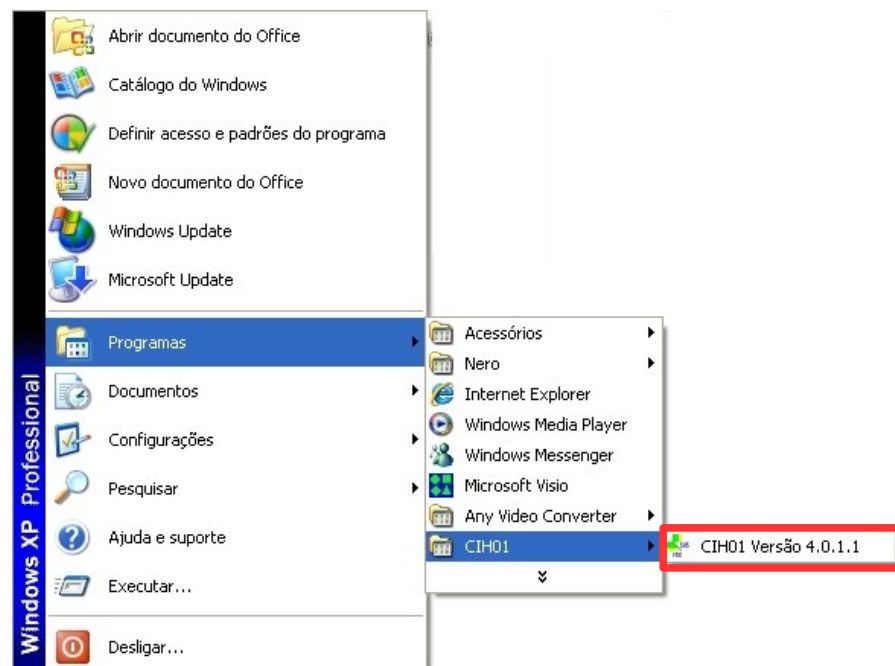 Abrir documento do Office
Catálogo do Windows
Definir acesso e padrões do programa
Novo documento do Office
Windows Update
Microsoft Update
Programas
Documentos
Configurações
Pesquisar
Ajuda e suporte
Executar...
Desligar...
Windows XP Professional
Acessórios
Nero
Internet Explorer
Windows Media Player
Windows Messenger
Microsoft Visio
Any Video Converter
CIH01
CIH01 Versão 4.0.1.1